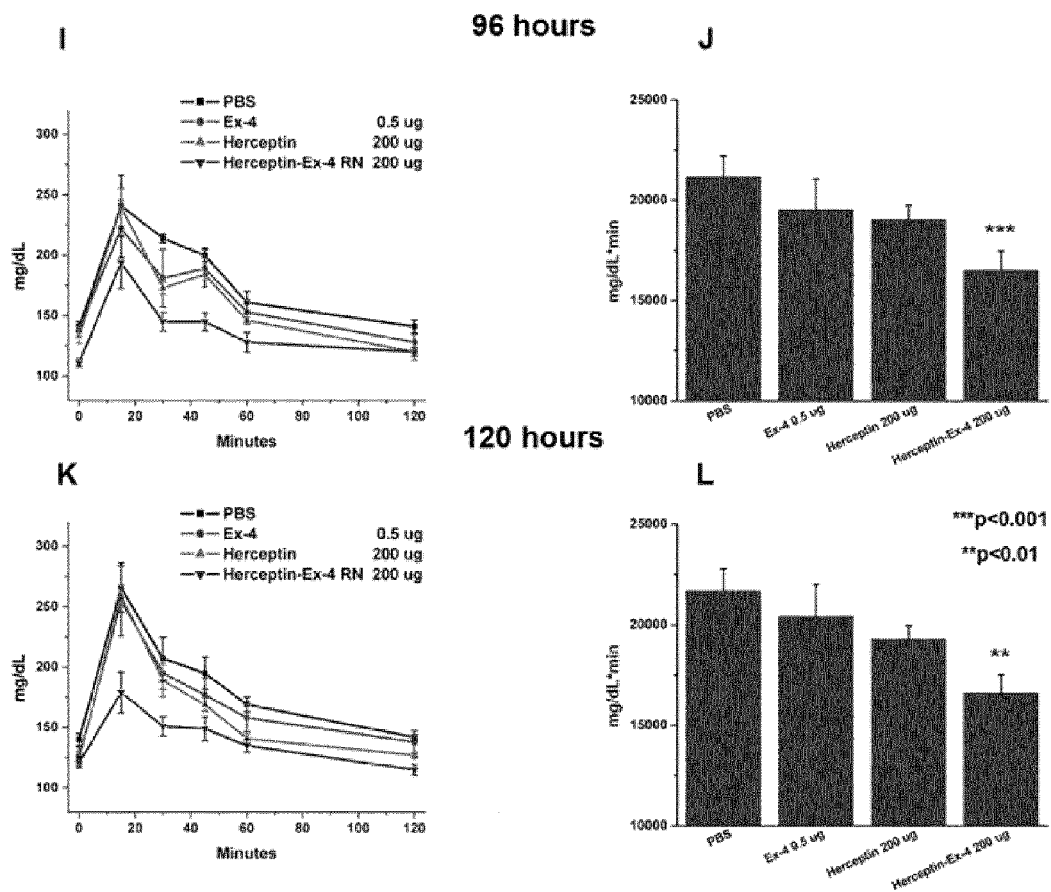 96 hours
I
PBS
Ex-4 0.5 ug
Herceptin 200 ug
Herceptin-Ex-4 RN 200 ug
300
250
200
150
100
mg/dL
0 20 40 60 80 100 120
Minutes
J
25000
20000
15000
10000
mg/dL*min
***
PBS
Ex-4 0.5 ug
Herceptin 200 ug
Herceptin-Ex-4 200 ug
120 hours
K
PBS
Ex-4 0.5 ug
Herceptin 200 ug
Herceptin-Ex-4 RN 200 ug
300
250
200
150
100
mg/dL
0 20 40 60 80 100 120
Minutes
L
***p<0.001
**p<0.01
25000
20000
15000
10000
mg/dL*min
**
PBS
Ex-4 0.5 ug
Herceptin 200 ug
Herceptin-Ex-4 200 ug